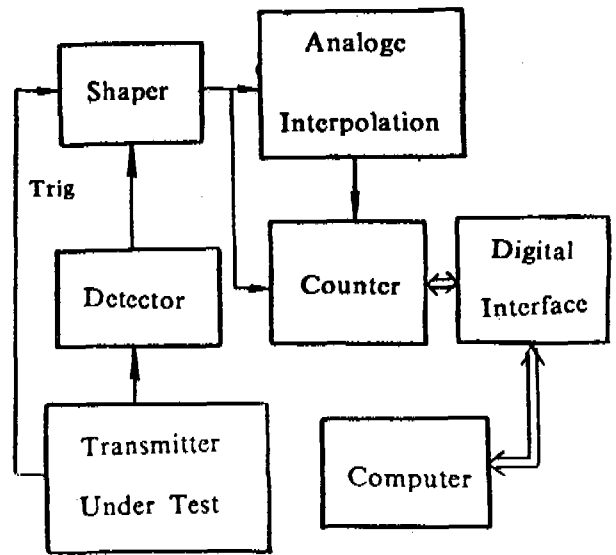 Analoge
Interpolation
Shaper
Trig
Detector
Counter
Digital
Interface
Transmitter
Under Test
Computer